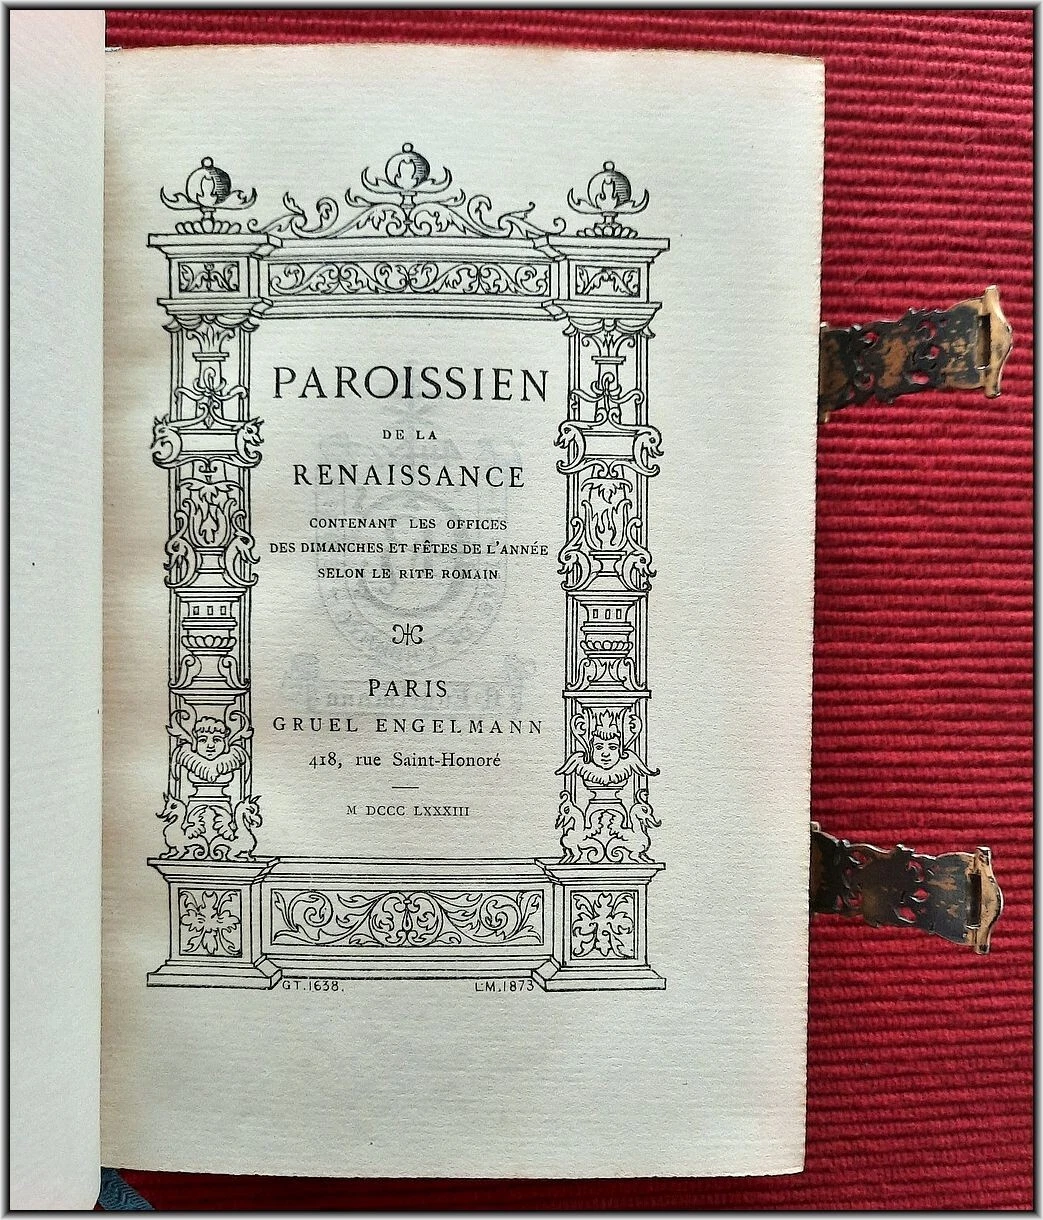 PAROISSIEN
DE LA
RENAISSANCE
CONTENANT LES OFFICES
DES DIMANCHES ET FÊTES DE L'ANNÉE
SELON LE RITE ROMAIN
PARIS
GRUEL ENGELMANN
418, rue Saint-Honoré
M DCCC LXXXIII
GT.1638. L.M.1873